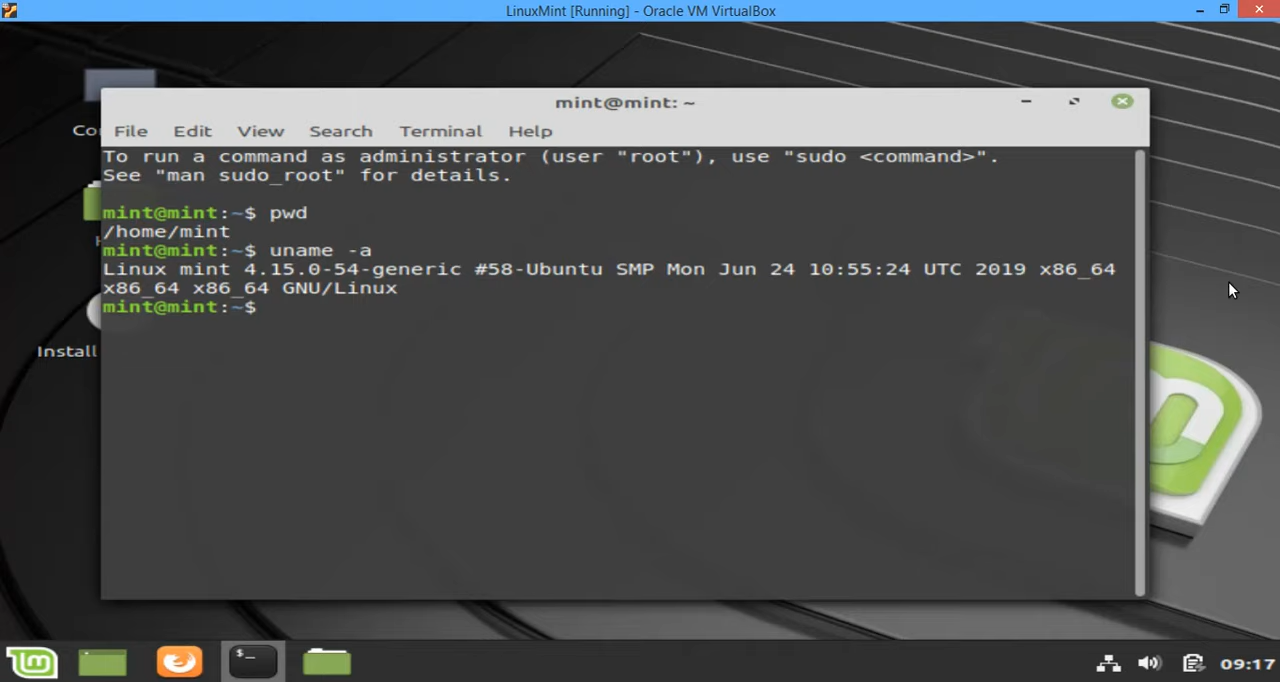 LinuxMint [Running] - Oracle VM VirtualBox
mint@mint: ~
File Edit View Search Terminal Help
To run a command as administrator (user "root"), use "sudo <command>".
See "man sudo_root" for details.
mint@mint:~$ pwd
/home/mint
mint@mint:~$ uname -a
Linux mint 4.15.0-54-generic #58-Ubuntu SMP Mon Jun 24 10:55:24 UTC 2019 x86_64
x86_64 x86_64 GNU/Linux
mint@mint:~$
Install
$_
09:17